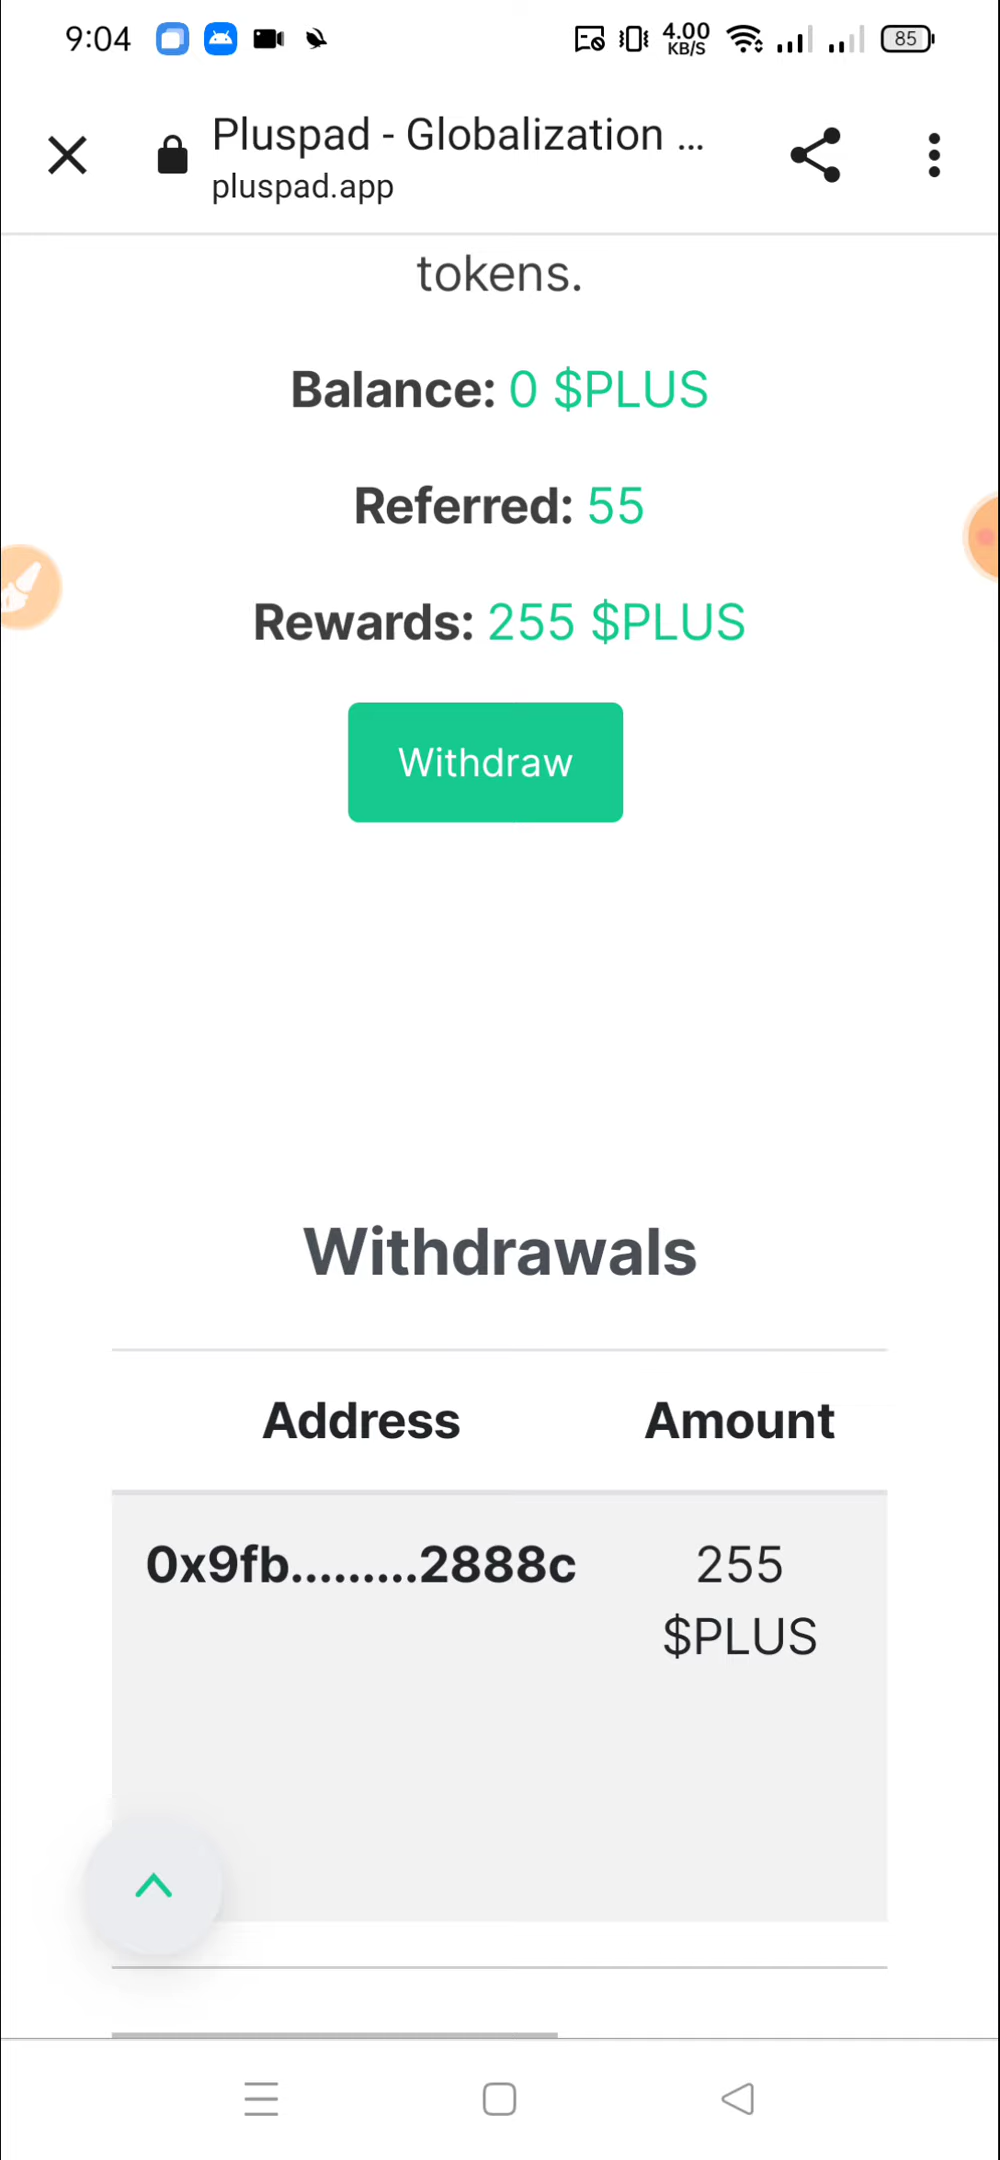 9:04
4.00
KB/S
85
Pluspad - Globalization ...
pluspad.app
tokens.
Balance: 0 $PLUS
Referred: 55
Rewards: 255 $PLUS
Withdraw
Withdrawals
Address Amount
0x9fb.........2888c 255
$PLUS